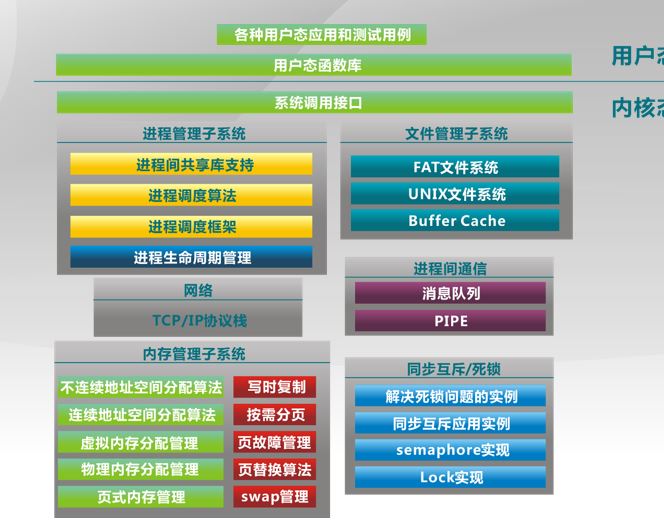 各种用户态应用和测试用例
用户态函数库
用户态
系统调用接口
内核态
进程管理子系统
进程间共享库支持
进程调度算法
进程调度框架
进程生命周期管理
文件管理子系统
FAT文件系统
UNIX文件系统
Buffer Cache
网络
TCP/IP协议栈
进程间通信
消息队列
PIPE
内存管理子系统
不连续地址空间分配算法
写时复制
连续地址空间分配算法
按需分页
虚拟内存分配管理
页故障管理
物理内存分配管理
页替换算法
页式内存管理
swap管理
同步互斥/死锁
解决死锁问题的实例
同步互斥应用实例
semaphore实现
Lock实现